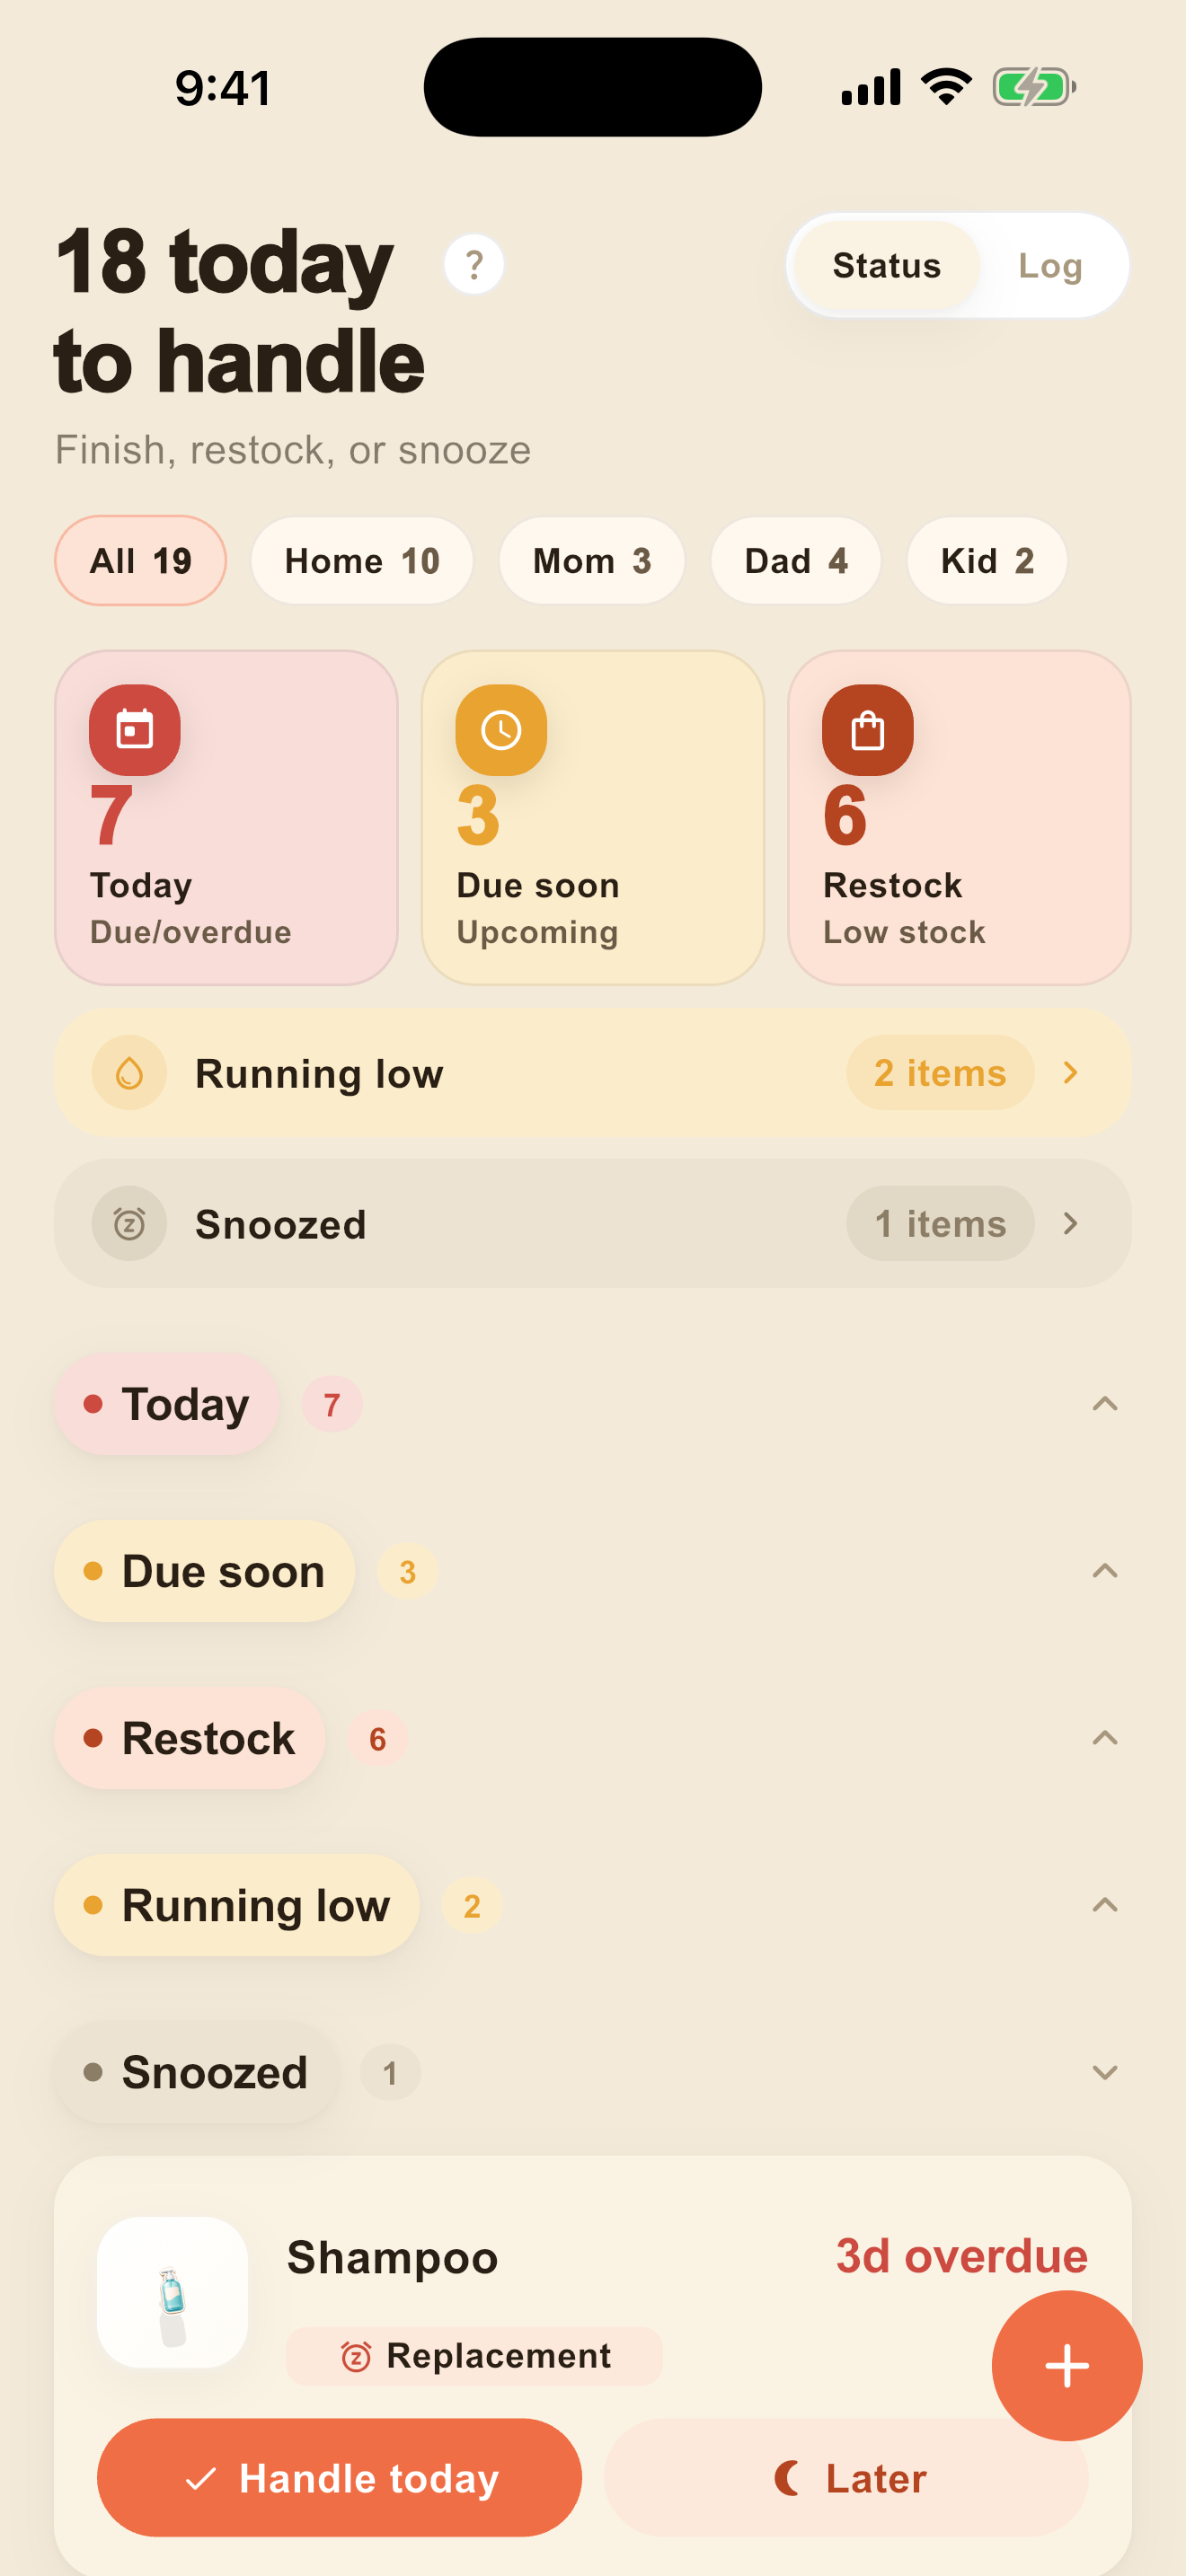 9:41
18 today
to handle
?
Status Log
Finish, restock, or snooze
All 19 Home 10 Mom 3 Dad 4 Kid 2
7 3 6
Today Due soon Restock
Due/overdue Upcoming Low stock
Running low 2 items
Snoozed 1 items
Today 7
Due soon 3
Restock 6
Running low 2
Snoozed 1
Shampoo 3d overdue
Replacement
Handle today Later